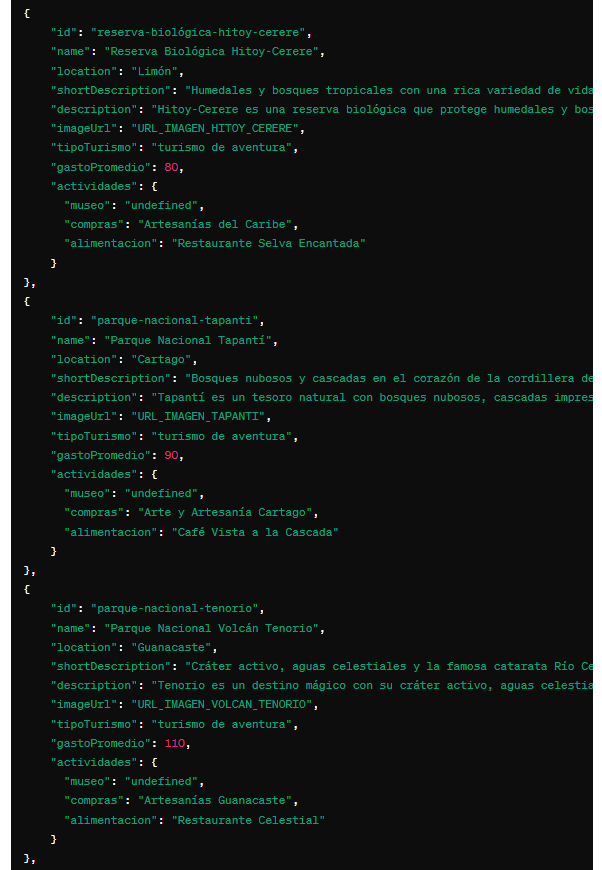 {
"id": "reserva-biológica-hitoy-cerere",
"name": "Reserva Biológica Hitoy-Cerere",
"location": "Limón",
"shortDescription": "Humedales y bosques tropicales con una rica variedad de vida
"description": "Hitoy-Cerere es una reserva biológica que protege humedales y bos
"imageUrl": "URL_IMAGEN_HITOY_CERERE",
"tipoTurismo": "turismo de aventura",
"gastoPromedio": 80,
"actividades": {
"museo": "undefined",
"compras": "Artesanías del Caribe",
"alimentacion": "Restaurante Selva Encantada"
}
},
{
"id": "parque-nacional-tapanti",
"name": "Parque Nacional Tapantí",
"location": "Cartago",
"shortDescription": "Bosques nubosos y cascadas en el corazón de la cordillera de
"description": "Tapantí es un tesoro natural con bosques nubosos, cascadas impres
"imageUrl": "URL_IMAGEN_TAPANTI",
"tipoTurismo": "turismo de aventura",
"gastoPromedio": 90,
"actividades": {
"museo": "undefined",
"compras": "Arte y Artesanía Cartago",
"alimentacion": "Café Vista a la Cascada"
}
},
{
"id": "parque-nacional-tenorio",
"name": "Parque Nacional Volcán Tenorio",
"location": "Guanacaste",
"shortDescription": "Cráter activo, aguas celestiales y la famosa catarata Río Ce
"description": "Tenorio es un destino mágico con su cráter activo, aguas celestia
"imageUrl": "URL_IMAGEN_VOLCAN_TENORIO",
"tipoTurismo": "turismo de aventura",
"gastoPromedio": 110,
"actividades": {
"museo": "undefined",
"compras": "Artesanías Guanacaste",
"alimentacion": "Restaurante Celestial"
}
},